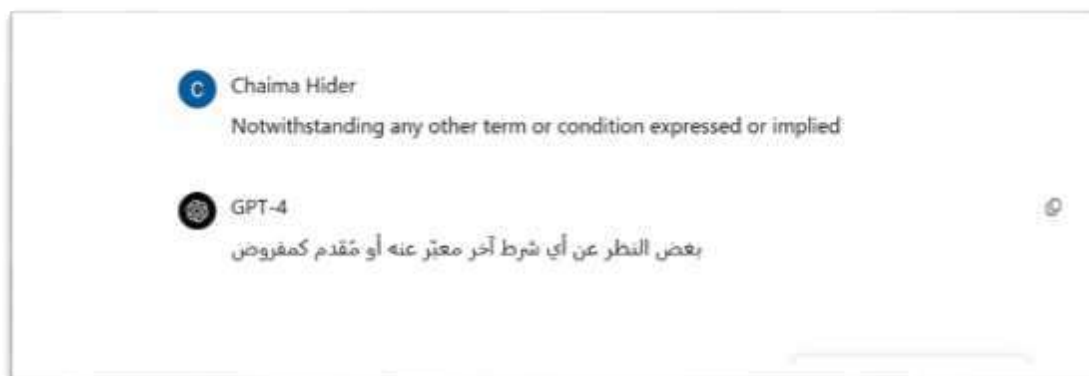 C
Chaima Hider
Notwithstanding any other term or condition expressed or implied
GPT-4
بغض النظر عن أي شرط آخر معبّر عنه أو مُقدم كمفروض